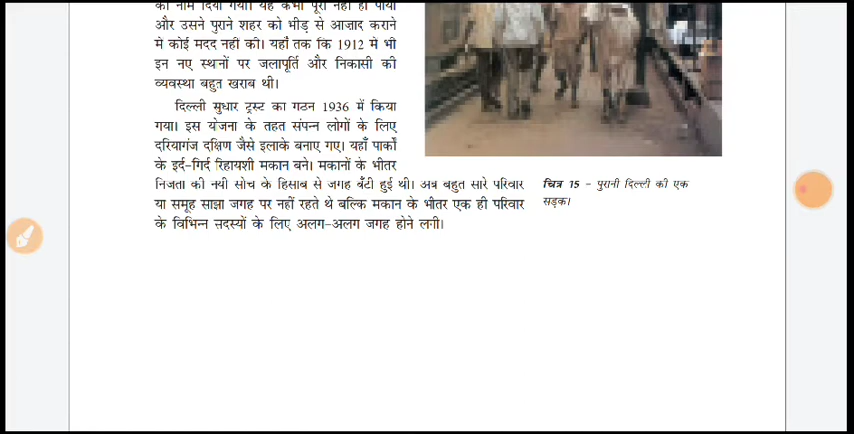 को नाम दिया गया। यह कभी पूरा नहीं हो पाया
और उसने पुराने शहर को भीड़ से आज़ाद कराने
में कोई मदद नहीं की। यहाँ तक कि 1912 में भी
इन नए स्थानों पर जलापूर्ति और निकासी की
व्यवस्था बहुत खराब थी।
दिल्ली सुधार ट्रस्ट का गठन 1936 में किया
गया। इस योजना के तहत संपन्न लोगों के लिए
दरियागंज दक्षिण जैसे इलाके बनाए गए। यहाँ पार्कों
के इर्द-गिर्द रिहायशी मकान बने। मकानों के भीतर
निजता की नयी सोच के हिसाब से जगह बँटी हुई थी। अब बहुत सारे परिवार
या समूह साझा जगह पर नहीं रहते थे बल्कि मकान के भीतर एक ही परिवार
के विभिन्न सदस्यों के लिए अलग-अलग जगह होने लगी।
चित्र 15 – पुरानी दिल्ली की एक
सड़क।